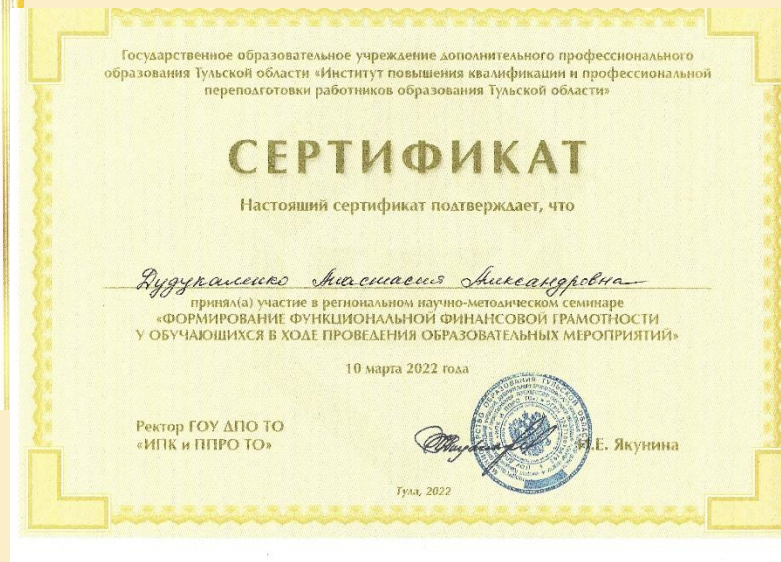 Государственное образовательное учреждение дополнительного профессионального
образования Тульской области «Институт повышения квалификации и профессиональной
переподготовки работников образования Тульской области»
СЕРТИФИКАТ
Настоящий сертификат подтверждает, что
Дудукаленко Анастасия Александровна
принял(а) участие в региональном научно-методическом семинаре
«ФОРМИРОВАНИЕ ФУНКЦИОНАЛЬНОЙ ФИНАНСОВОЙ ГРАМОТНОСТИ
У ОБУЧАЮЩИХСЯ В ХОДЕ ПРОВЕДЕНИЯ ОБРАЗОВАТЕЛЬНЫХ МЕРОПРИЯТИЙ»
10 марта 2022 года
Ректор ГОУ ДПО ТО
«ИПК и ППРО ТО»
Е. Якунина
Тула, 2022